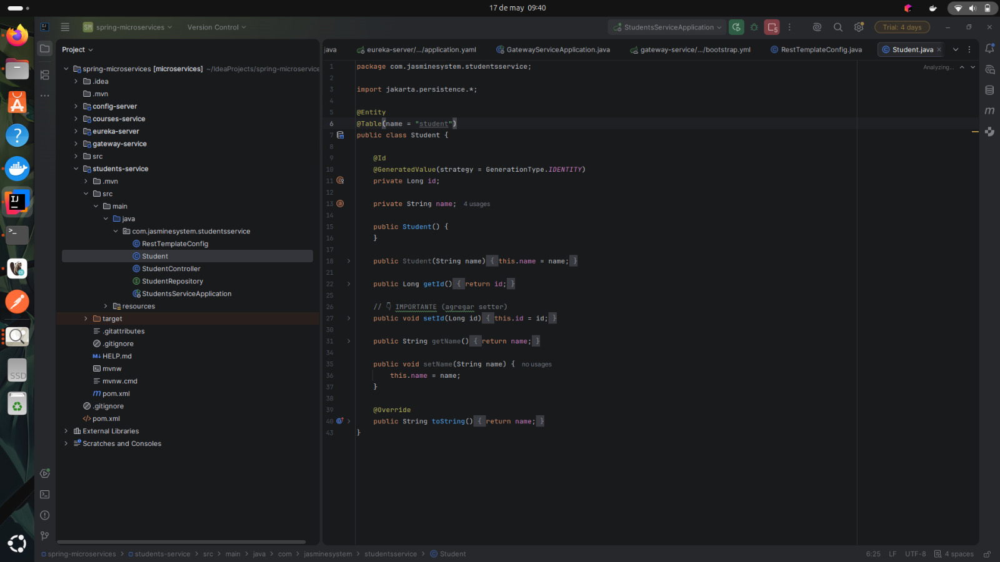 17 de may 09:40
SM spring-microservices
Version Control
StudentsServiceApplication
5
Trial: 4 days
Project
java
eureka-server/.../application.yaml
GatewayServiceApplication.java
gateway-service/.../bootstrap.yml
RestTemplateConfig.java
Student.java
spring-microservices [microservices] ~/IdeaProjects/spring-microservice
.idea
.mvn
config-server
courses-service
eureka-server
gateway-service
src
students-service
.mvn
src
main
java
com.jasminesystem.studentsservice
RestTemplateConfig
Student
StudentController
StudentRepository
StudentsServiceApplication
resources
target
.gitattributes
.gitignore
HELP.md
mvnw
mvnw.cmd
pom.xml
.gitignore
pom.xml
External Libraries
Scratches and Consoles
Analyzing...
1 package com.jasminesystem.studentsservice;
2
3 import jakarta.persistence.*;
4
5 @Entity
6 @Table(name = "student")
7 public class Student {
8
9 @Id
10 @GeneratedValue(strategy = GenerationType.IDENTITY)
11 private Long id;
12
13 private String name; 4 usages
14
15 public Student() {
16 }
17
18 public Student(String name) { this.name = name; }
21
22 public Long getId() { return id; }
25
26 // 👇 IMPORTANTE (agregar setter)
27 public void setId(Long id) { this.id = id; }
30
31 public String getName() { return name; }
34
35 public void setName(String name) { no usages
36 this.name = name;
37 }
38
39 @Override
40 public String toString() { return name; }
43 }
SSD
spring-microservices > students-service > src > main > java > com > jasminesystem > studentsservice > Student
6:25 LF UTF-8 4 spaces